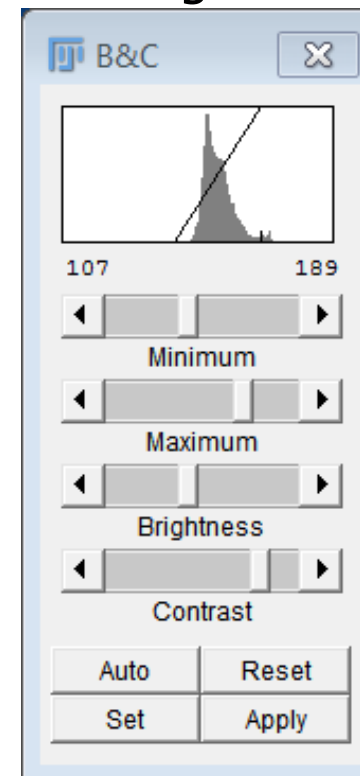 B&C
107 189
Minimum
Maximum
Brightness
Contrast
Auto Reset
Set Apply